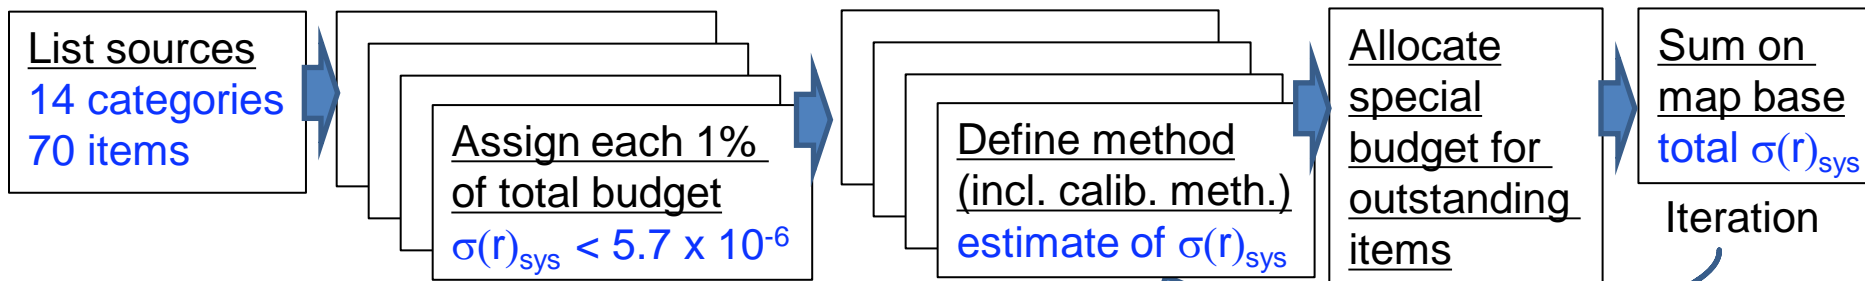 List sources
14 categories
70 items
Assign each 1%
of total budget
σ(r)sys < 5.7 x 10-6
Define method
(incl. calib. meth.)
estimate of σ(r)sys
Allocate
special
budget for
outstanding
items
Sum on
map base
total σ(r)sys
Iteration